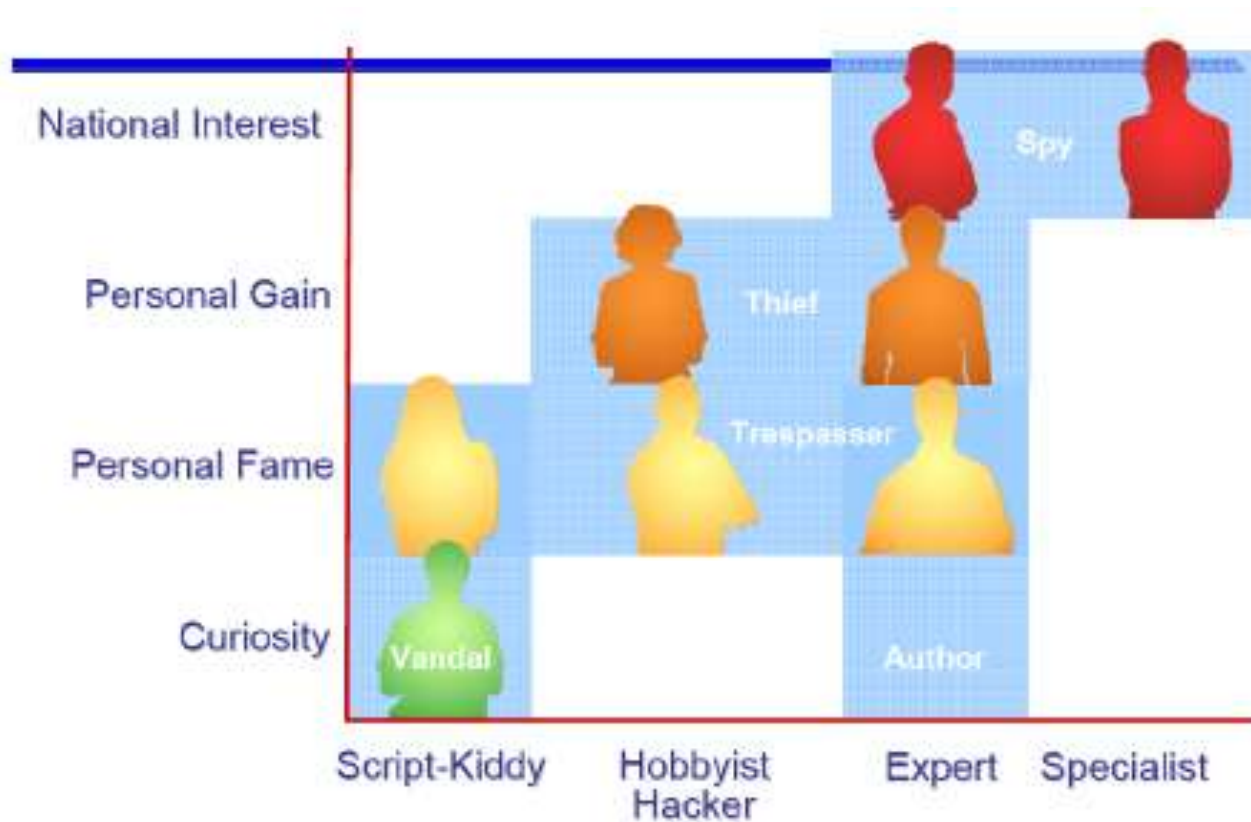 National Interest
Spy
Personal Gain
Thief
Personal Fame
Trespasser
Curiosity
Vandal
Author
Script-Kiddy
Hobbyist
Hacker
Expert
Specialist